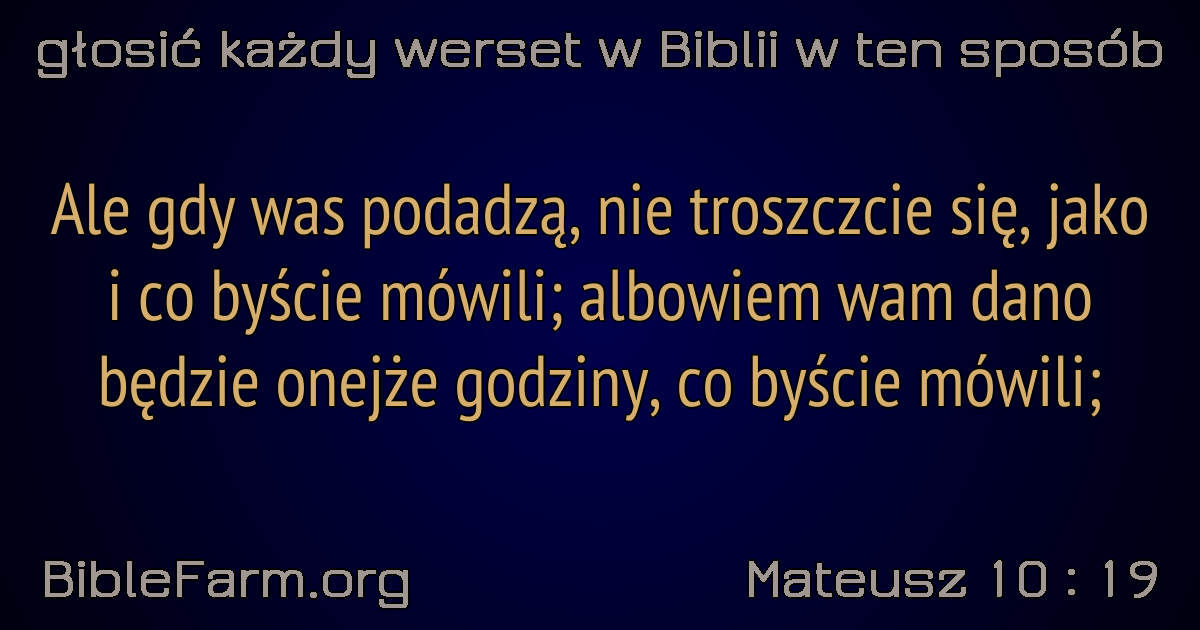 głosić każdy werset w Biblii w ten sposób
Ale gdy was podadzą, nie troszczcie się, jako
i co byście mówili; albowiem wam dano
będzie onejże godziny, co byście mówili;
BibleFarm.org
Mateusz 10 : 19